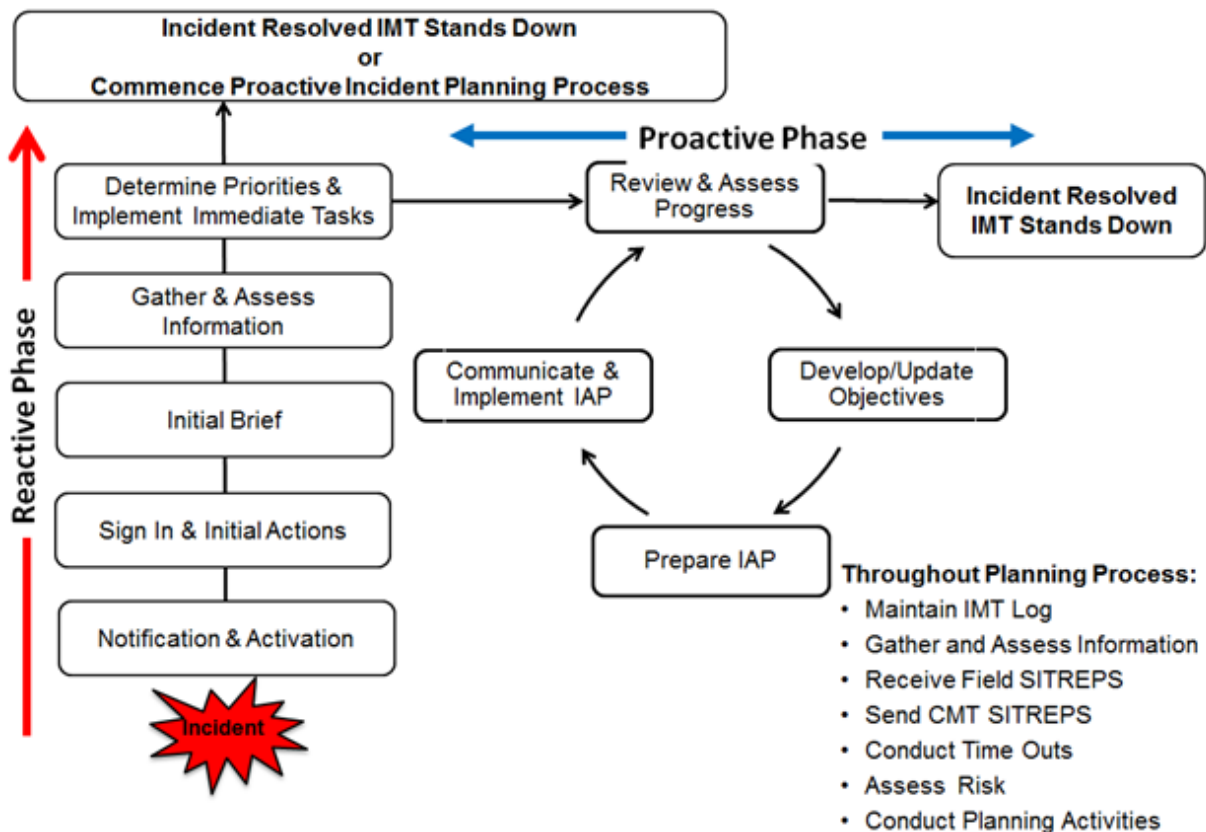 Incident Resolved IMT Stands Down
or
Commence Proactive Incident Planning Process
Proactive Phase
Reactive Phase
Determine Priorities &
Implement Immediate Tasks
Review & Assess
Progress
Incident Resolved
IMT Stands Down
Gather & Assess
Information
Communicate &
Implement IAP
Develop/Update
Objectives
Initial Brief
Sign In & Initial Actions
Prepare IAP
Notification & Activation
Incident
Throughout Planning Process:
• Maintain IMT Log
• Gather and Assess Information
• Receive Field SITREPS
• Send CMT SITREPS
• Conduct Time Outs
• Assess Risk
• Conduct Planning Activities